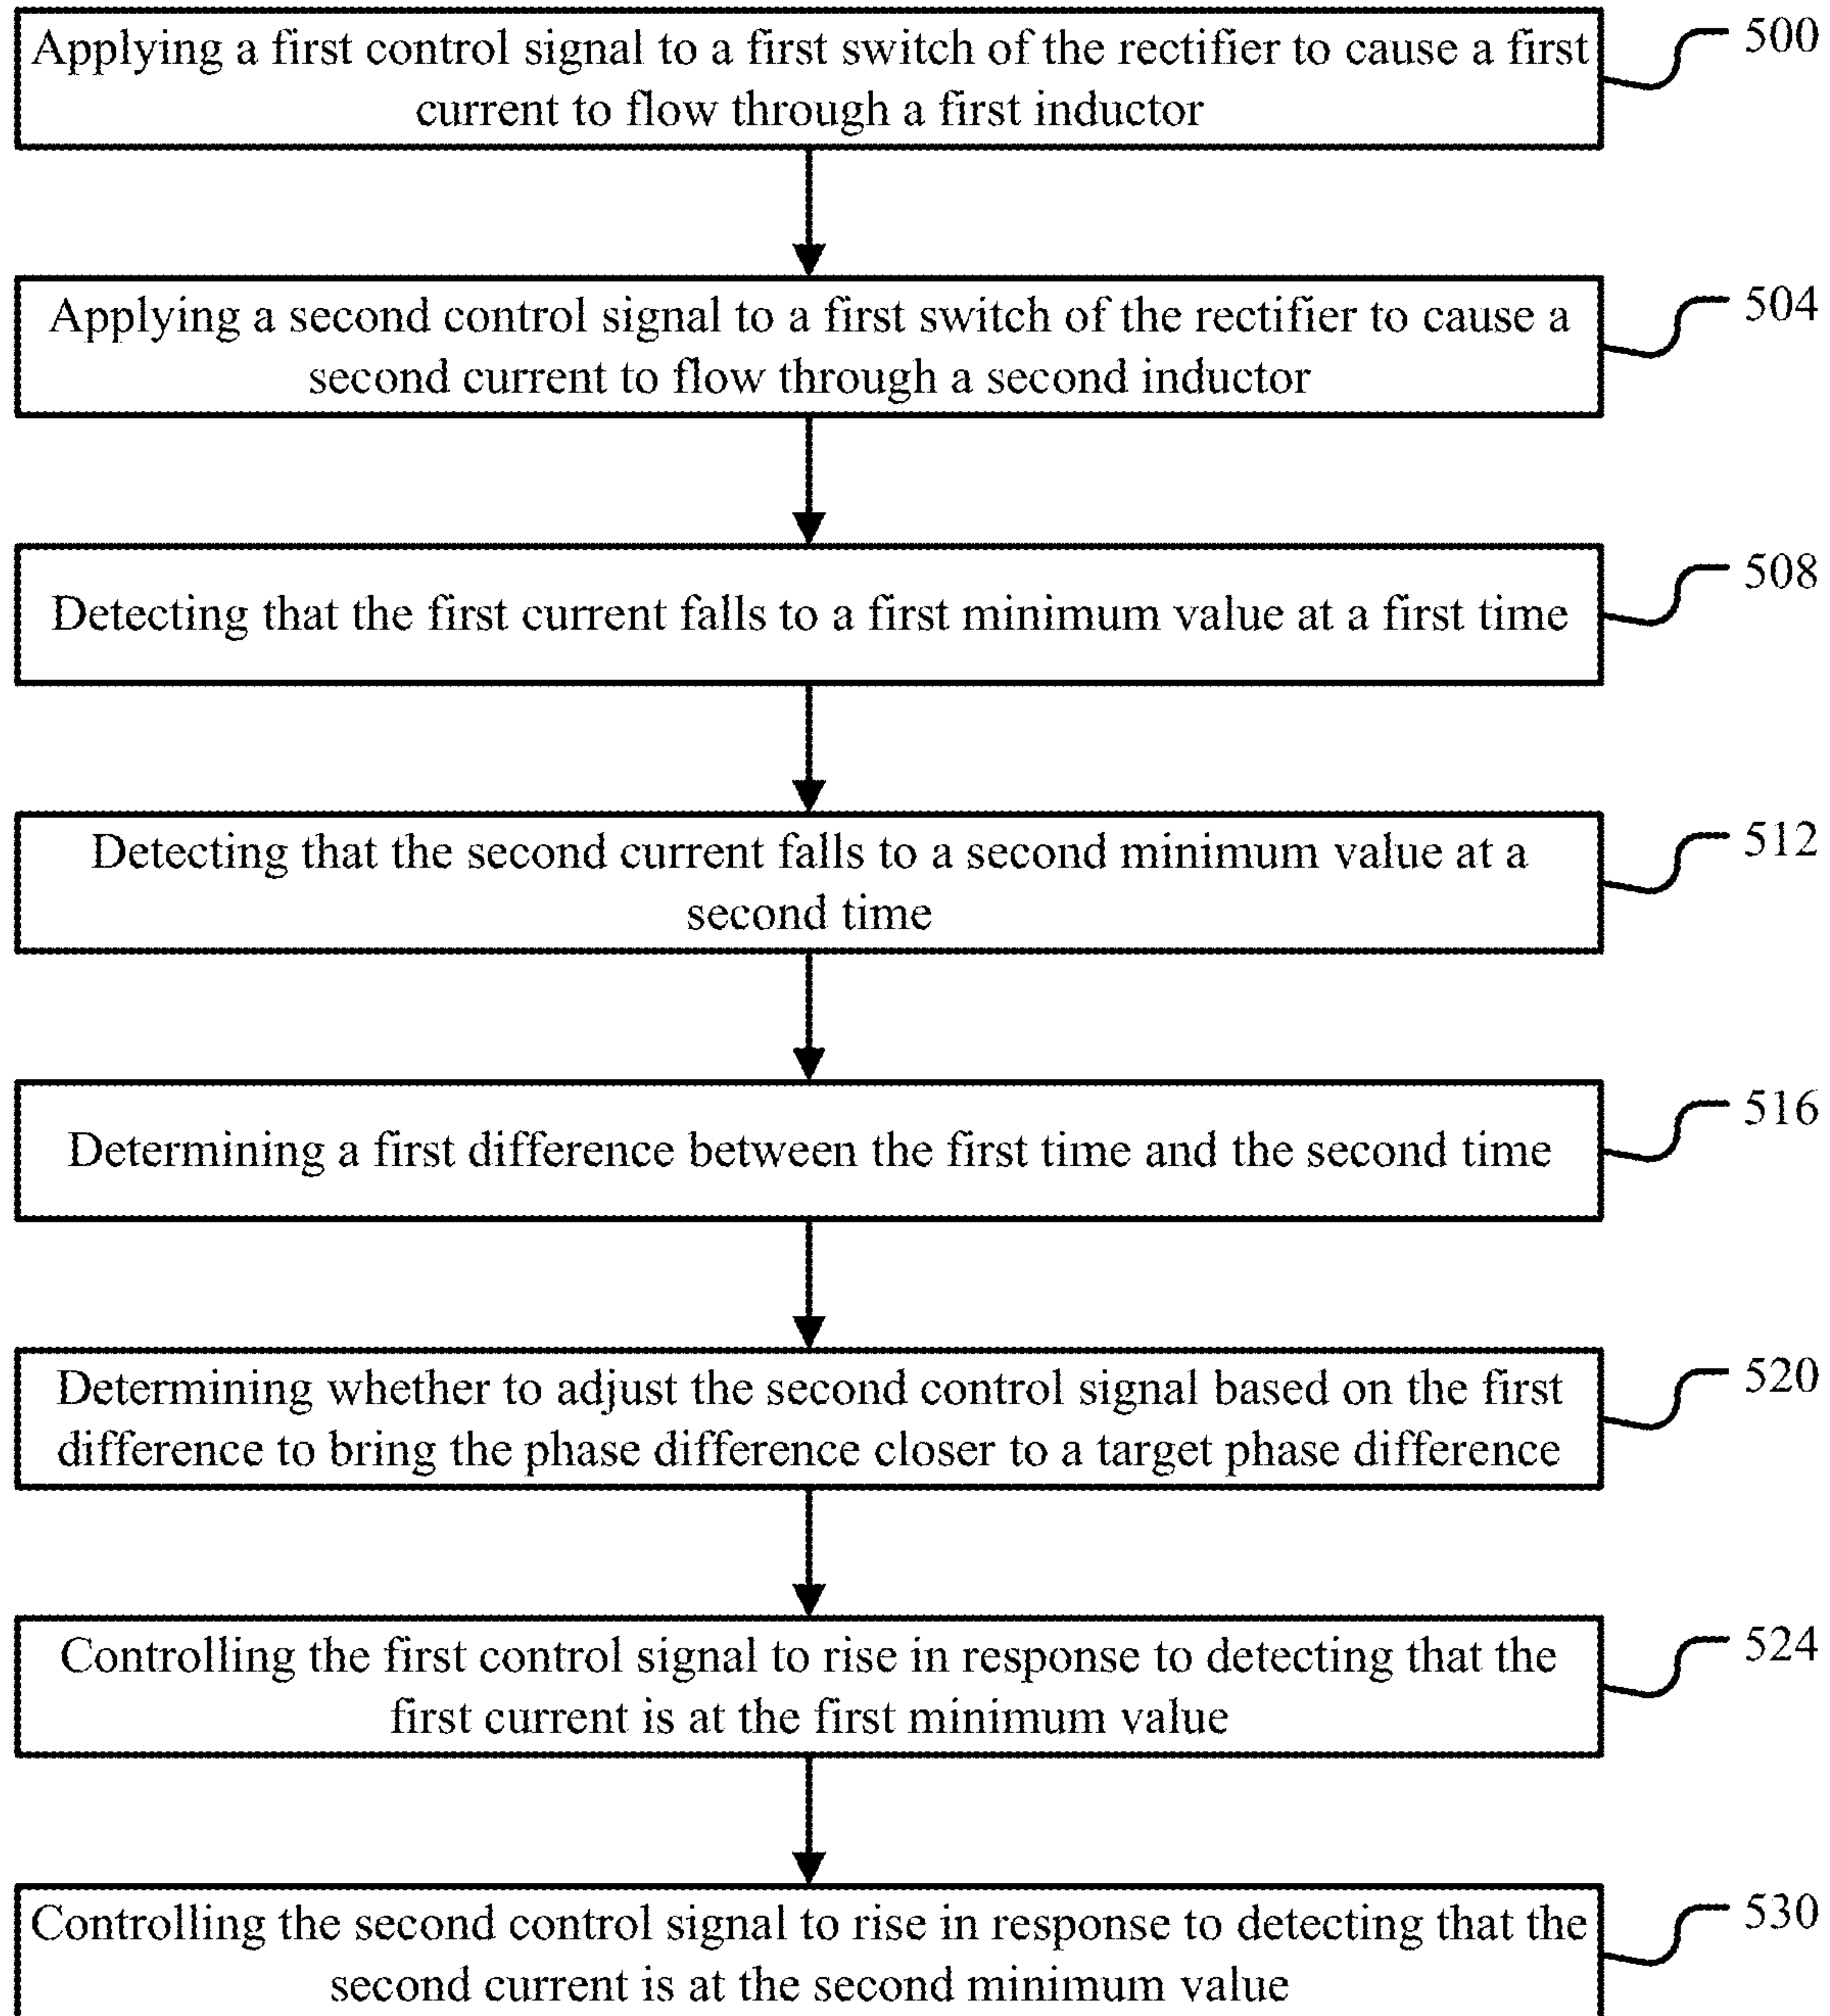 Applying a first control signal to a first switch of the rectifier to cause a first
current to flow through a first inductor
500
Applying a second control signal to a first switch of the rectifier to cause a
second current to flow through a second inductor
504
Detecting that the first current falls to a first minimum value at a first time
508
Detecting that the second current falls to a second minimum value at a
second time
512
Determining a first difference between the first time and the second time
516
Determining whether to adjust the second control signal based on the first
difference to bring the phase difference closer to a target phase difference
520
Controlling the first control signal to rise in response to detecting that the
first current is at the first minimum value
524
Controlling the second control signal to rise in response to detecting that the
second current is at the second minimum value
530